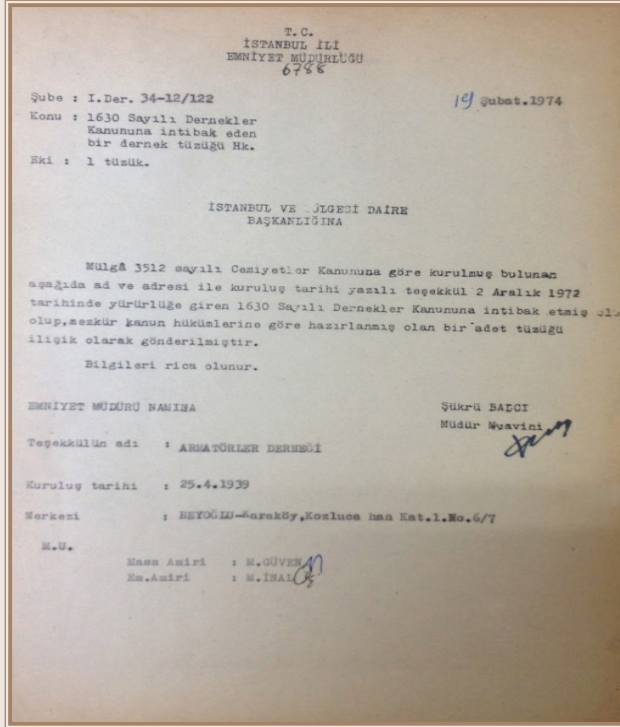 T.C.
İSTANBUL İLİ
EMNİYET MÜDÜRLÜĞÜ
6788
Şube : I.Der. 34-12/122 19 Şubat.1974
Konu : 1630 Sayılı Dernekler
Kanununa intibak eden
bir dernek tüzüğü Hk.
Eki : 1 tüzük.
İSTANBUL VE BÖLGESİ DAİRE
BAŞKANLIĞINA
Mülgâ 3512 sayılı Cemiyetler Kanununa göre kurulmuş bulunan
aşağıda ad ve adresi ile kuruluş tarihi yazılı teşekkül 2 Aralık 1972
tarihinde yürürlüğe giren 1630 Sayılı Dernekler Kanununa intibak etmiş
olup,mezkûr kanun hükümlerine göre hazırlanmış olan bir adet tüzüğü
ilişik olarak gönderilmiştir.
Bilgileri rica olunur.
EMNİYET MÜDÜRÜ NAMINA Şükrü BALCI
Müdür Muavini
Teşekkülün adı : ARMATÖRLER DERNEĞİ
Kuruluş tarihi : 25.4.1939
Merkezi : BEYOĞLU-Karaköy,Kozluca han Kat.1.No.6/7
M.U.
Masa Amiri : M.GÜVEN
Em.Amiri : M.İNAL